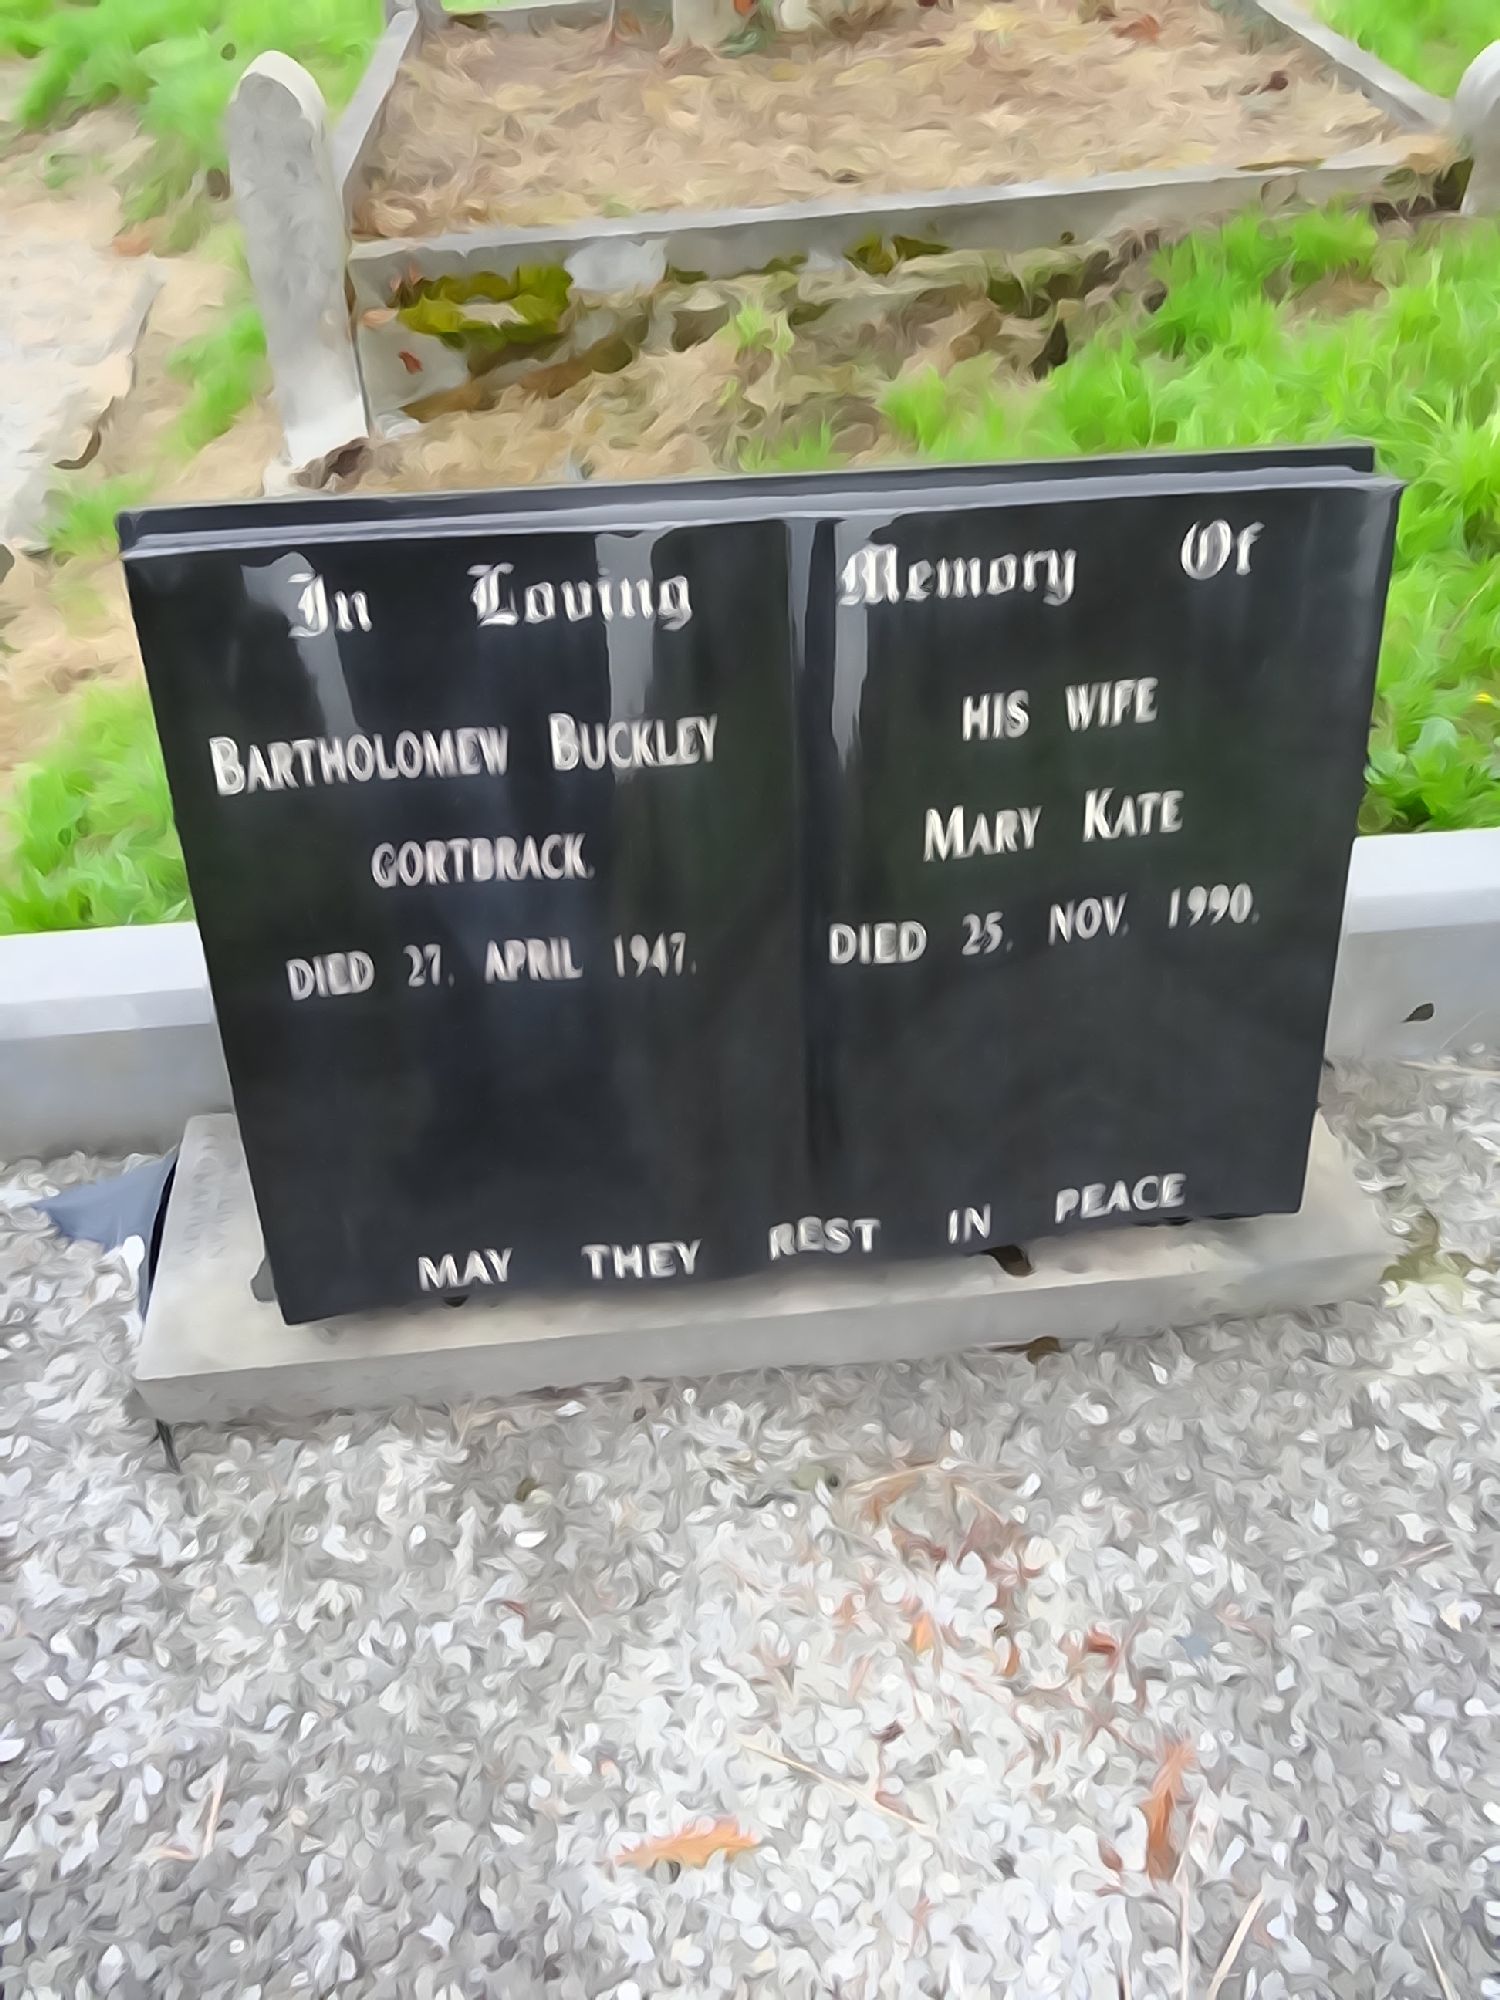 In Loving Memory Of
BARTHOLOMEW BUCKLEY
GORTBRACK.
DIED 27. APRIL 1947.
HIS WIFE
MARY KATE
DIED 25. NOV. 1990.
MAY THEY REST IN PEACE